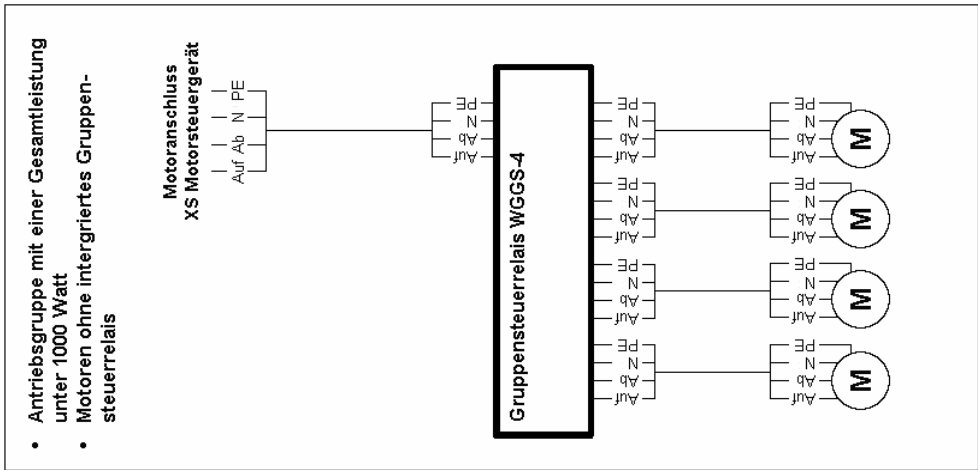 • Antriebsgruppe mit einer Gesamtleistung
unter 1000 Watt
• Motoren ohne intergriertes Gruppen-
steuerrelais
Motoranschluss
XS Motorsteuergerät
Auf Ab N PE
Auf Ab N PE
Gruppensteuerrelais WGGS-4
Auf Ab N PE Auf Ab N PE Auf Ab N PE Auf Ab N PE
Auf Ab N PE Auf Ab N PE Auf Ab N PE Auf Ab N PE
M M M M